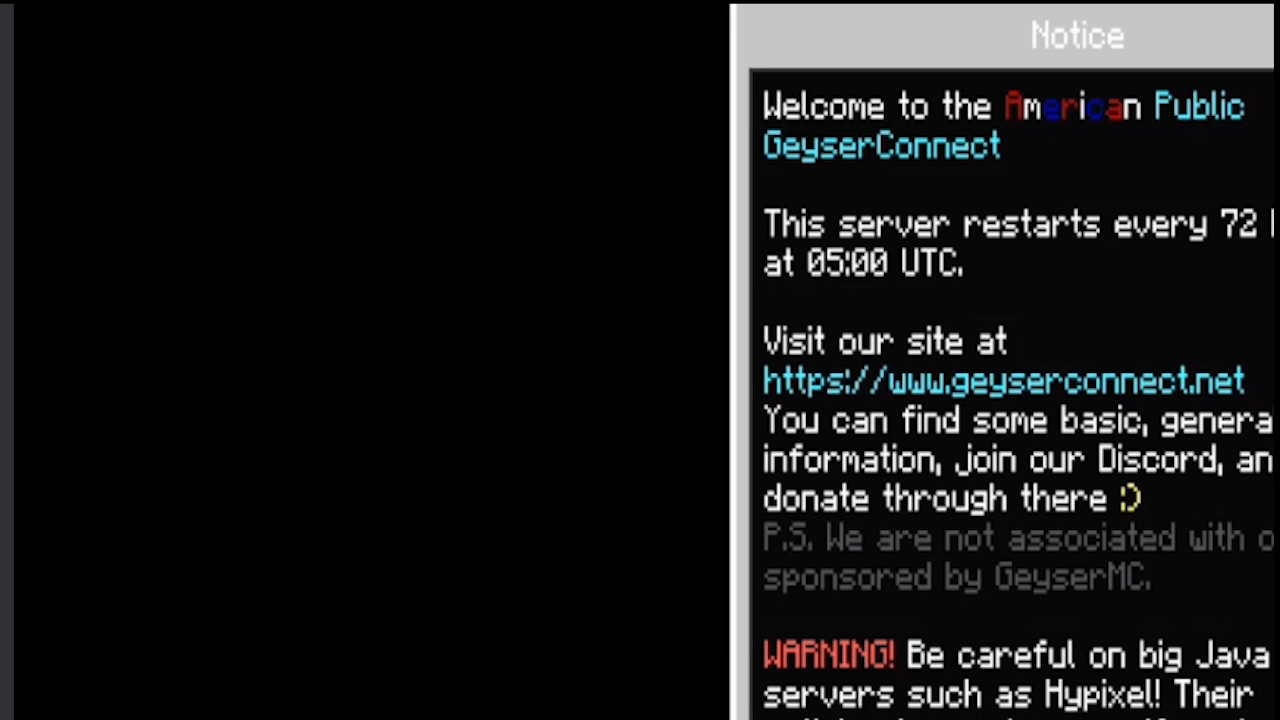 Notice
Welcome to the American Public
GeyserConnect
This server restarts every 72
at 05:00 UTC.
Visit our site at
https://www.geyserconnect.net
You can find some basic, genera
information, join our Discord, an
donate through there :)
P.S. We are not associated with o
sponsored by GeyserMC.
WARNING! Be careful on big Java
servers such as Hypixel! Their